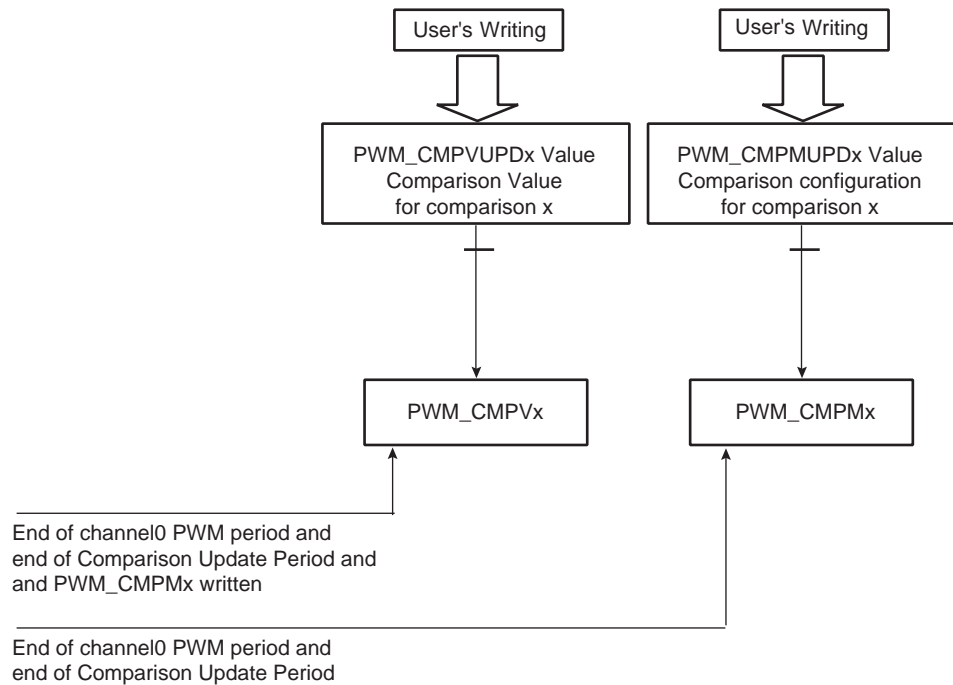 User's Writing
User's Writing
PWM_CMPVUPDx Value
Comparison Value
for comparison x
PWM_CMPMUPDx Value
Comparison configuration
for comparison x
PWM_CMPVx
PWM_CMPMx
End of channel0 PWM period and
end of Comparison Update Period and
and PWM_CMPMx written
End of channel0 PWM period and
end of Comparison Update Period